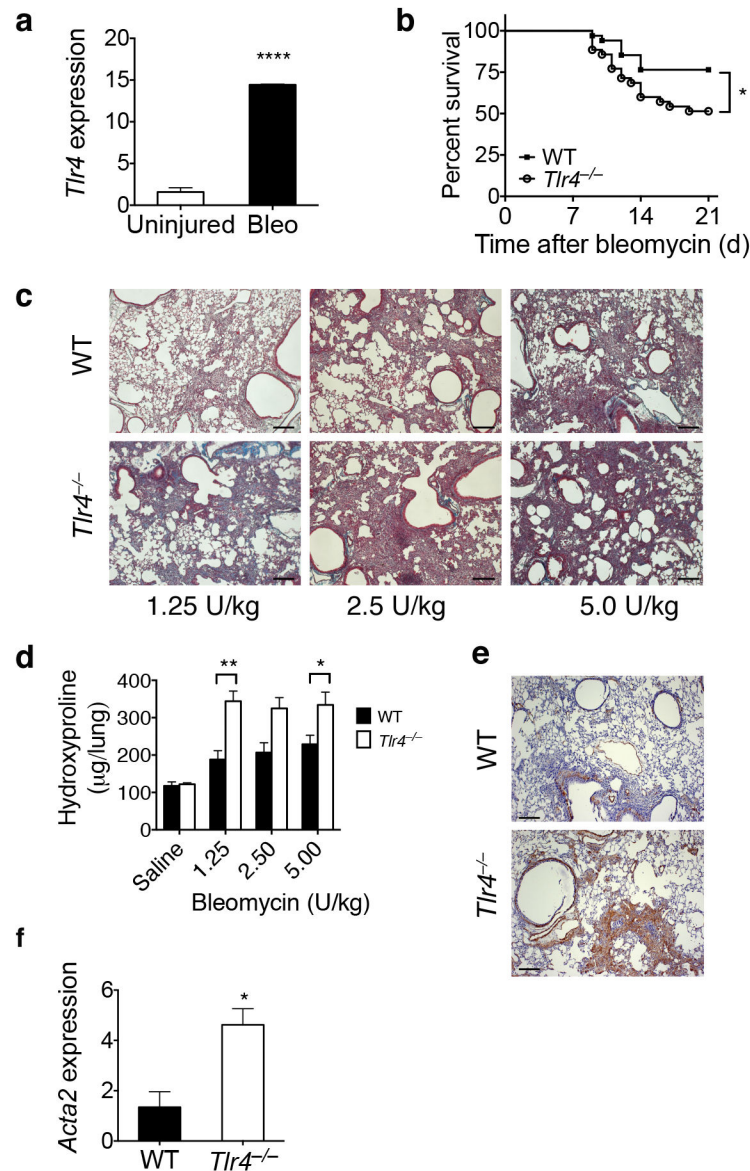 a
Tlr4 expression
20
15
10
5
0
****
Uninjured Bleo
b
Percent survival
100
75
50
25
0
WT
Tlr4–/–
*
0 7 14 21
Time after bleomycin (d)
c
WT
Tlr4–/–
1.25 U/kg 2.5 U/kg 5.0 U/kg
d
Hydroxyproline
(µg/lung)
400
300
200
100
0
** *
WT
Tlr4–/–
Saline 1.25 2.50 5.00
Bleomycin (U/kg)
e
WT
Tlr4–/–
f
Acta2 expression
6
4
2
0
*
WT Tlr4–/–